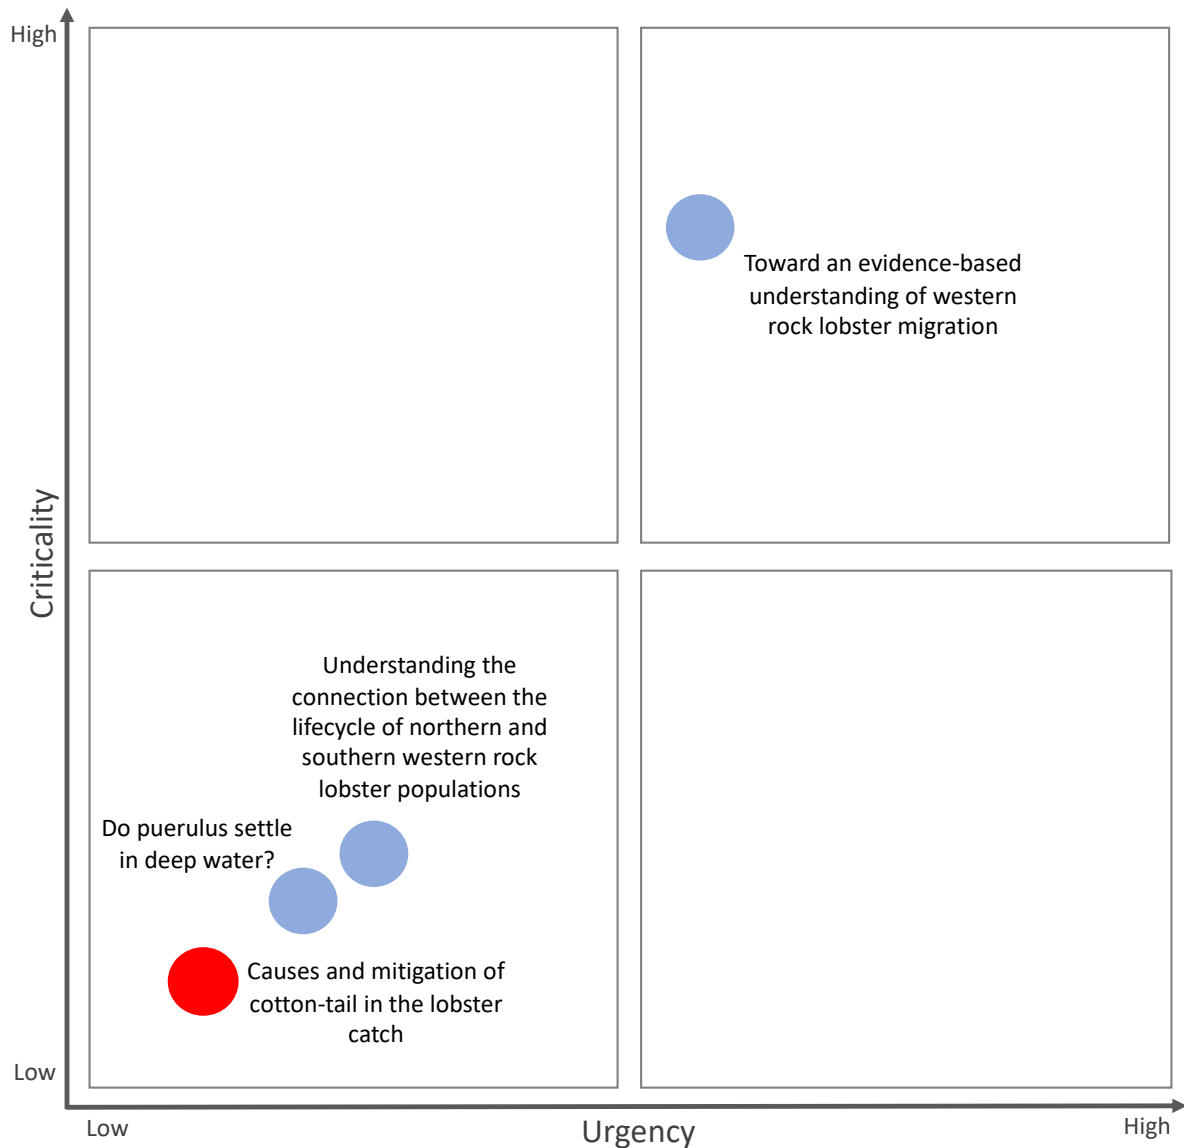 High
Toward an evidence-based
understanding of western
rock lobster migration
Criticality
Understanding the
connection between the
lifecycle of northern and
southern western rock
lobster populations
Do puerulus settle
in deep water?
Causes and mitigation of
cotton-tail in the lobster
catch
Low
Low
Urgency
High